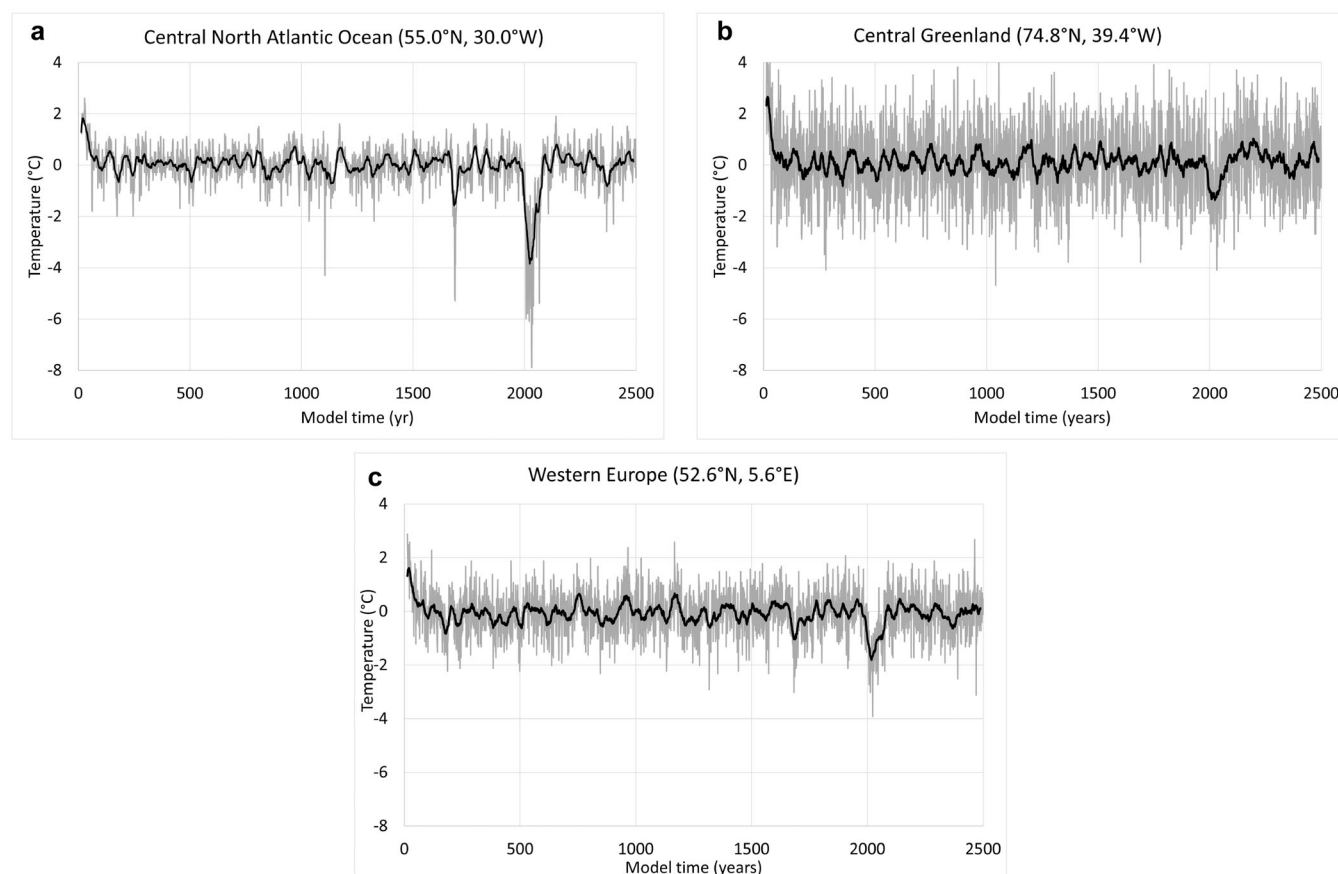 a
Central North Atlantic Ocean (55.0°N, 30.0°W)
4
2
0
-2
-4
-6
-8
Temperature (°C)
0 500 1000 1500 2000 2500
Model time (yr)
b
Central Greenland (74.8°N, 39.4°W)
4
2
0
-2
-4
-6
-8
Temperature (°C)
0 500 1000 1500 2000 2500
Model time (years)
c
Western Europe (52.6°N, 5.6°E)
4
2
0
-2
-4
-6
-8
Temperature (°C)
0 500 1000 1500 2000 2500
Model time (years)